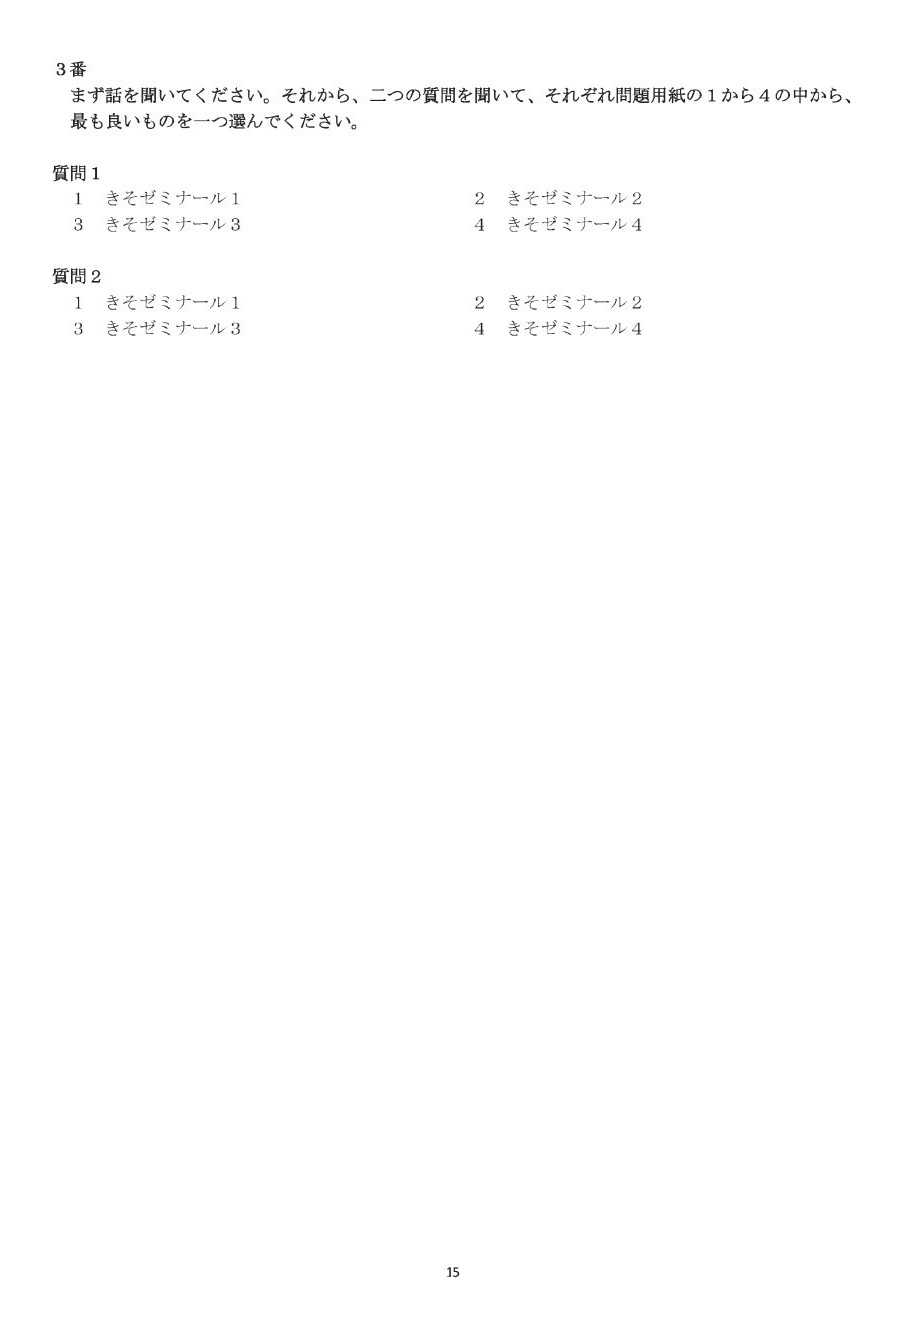 ３番
まず話を聞いてください。それから、二つの質問を聞いて、それぞれ問題用紙の１から４の中から、
最も良いものを一つ選んでください。
質問１
１　きそゼミナール１　２　きそゼミナール２
３　きそゼミナール３　４　きそゼミナール４
質問２
１　きそゼミナール１　２　きそゼミナール２
３　きそゼミナール３　４　きそゼミナール４
15